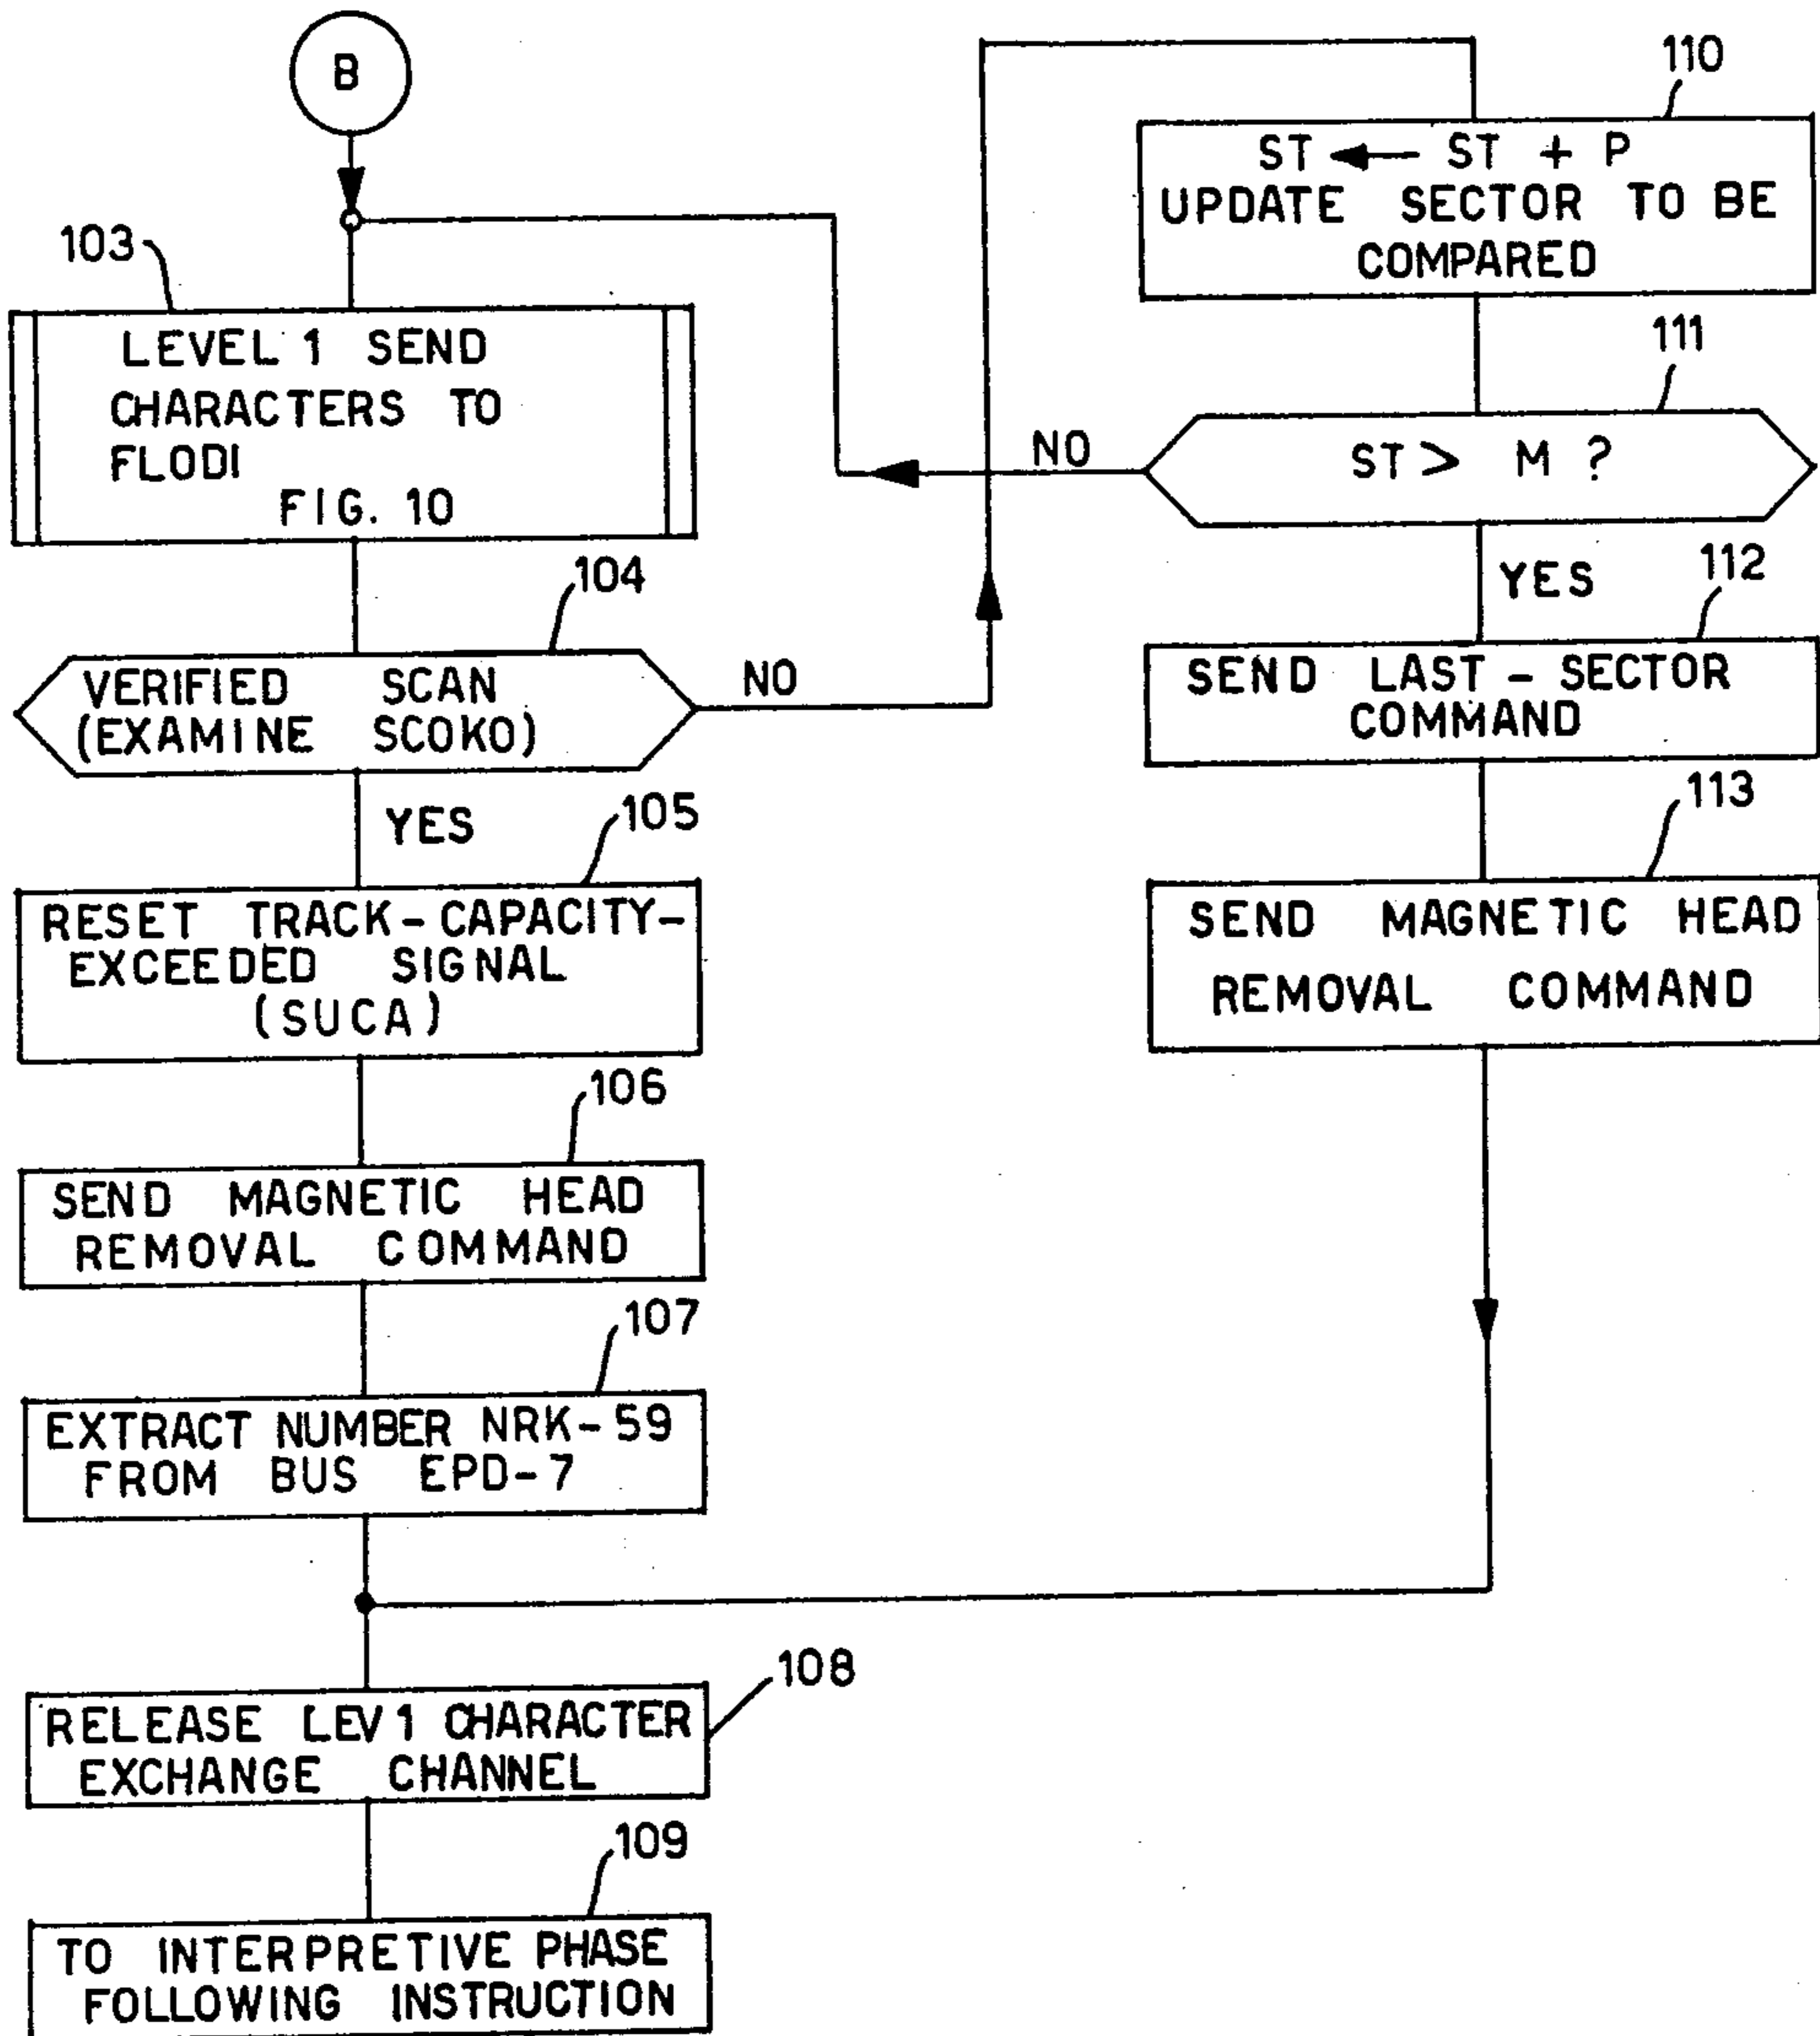 B
103
LEVEL 1 SEND
CHARACTERS TO
FLODI
FIG. 10
104
VERIFIED SCAN
(EXAMINE SCOKO)
NO
YES
105
RESET TRACK-CAPACITY-
EXCEEDED SIGNAL
(SUCA)
106
SEND MAGNETIC HEAD
REMOVAL COMMAND
107
EXTRACT NUMBER NRK-59
FROM BUS EPD-7
108
RELEASE LEV 1 CHARACTER
EXCHANGE CHANNEL
109
TO INTERPRETIVE PHASE
FOLLOWING INSTRUCTION
110
ST ← ST + P
UPDATE SECTOR TO BE
COMPARED
111
ST > M ?
NO
YES
112
SEND LAST - SECTOR
COMMAND
113
SEND MAGNETIC HEAD
REMOVAL COMMAND